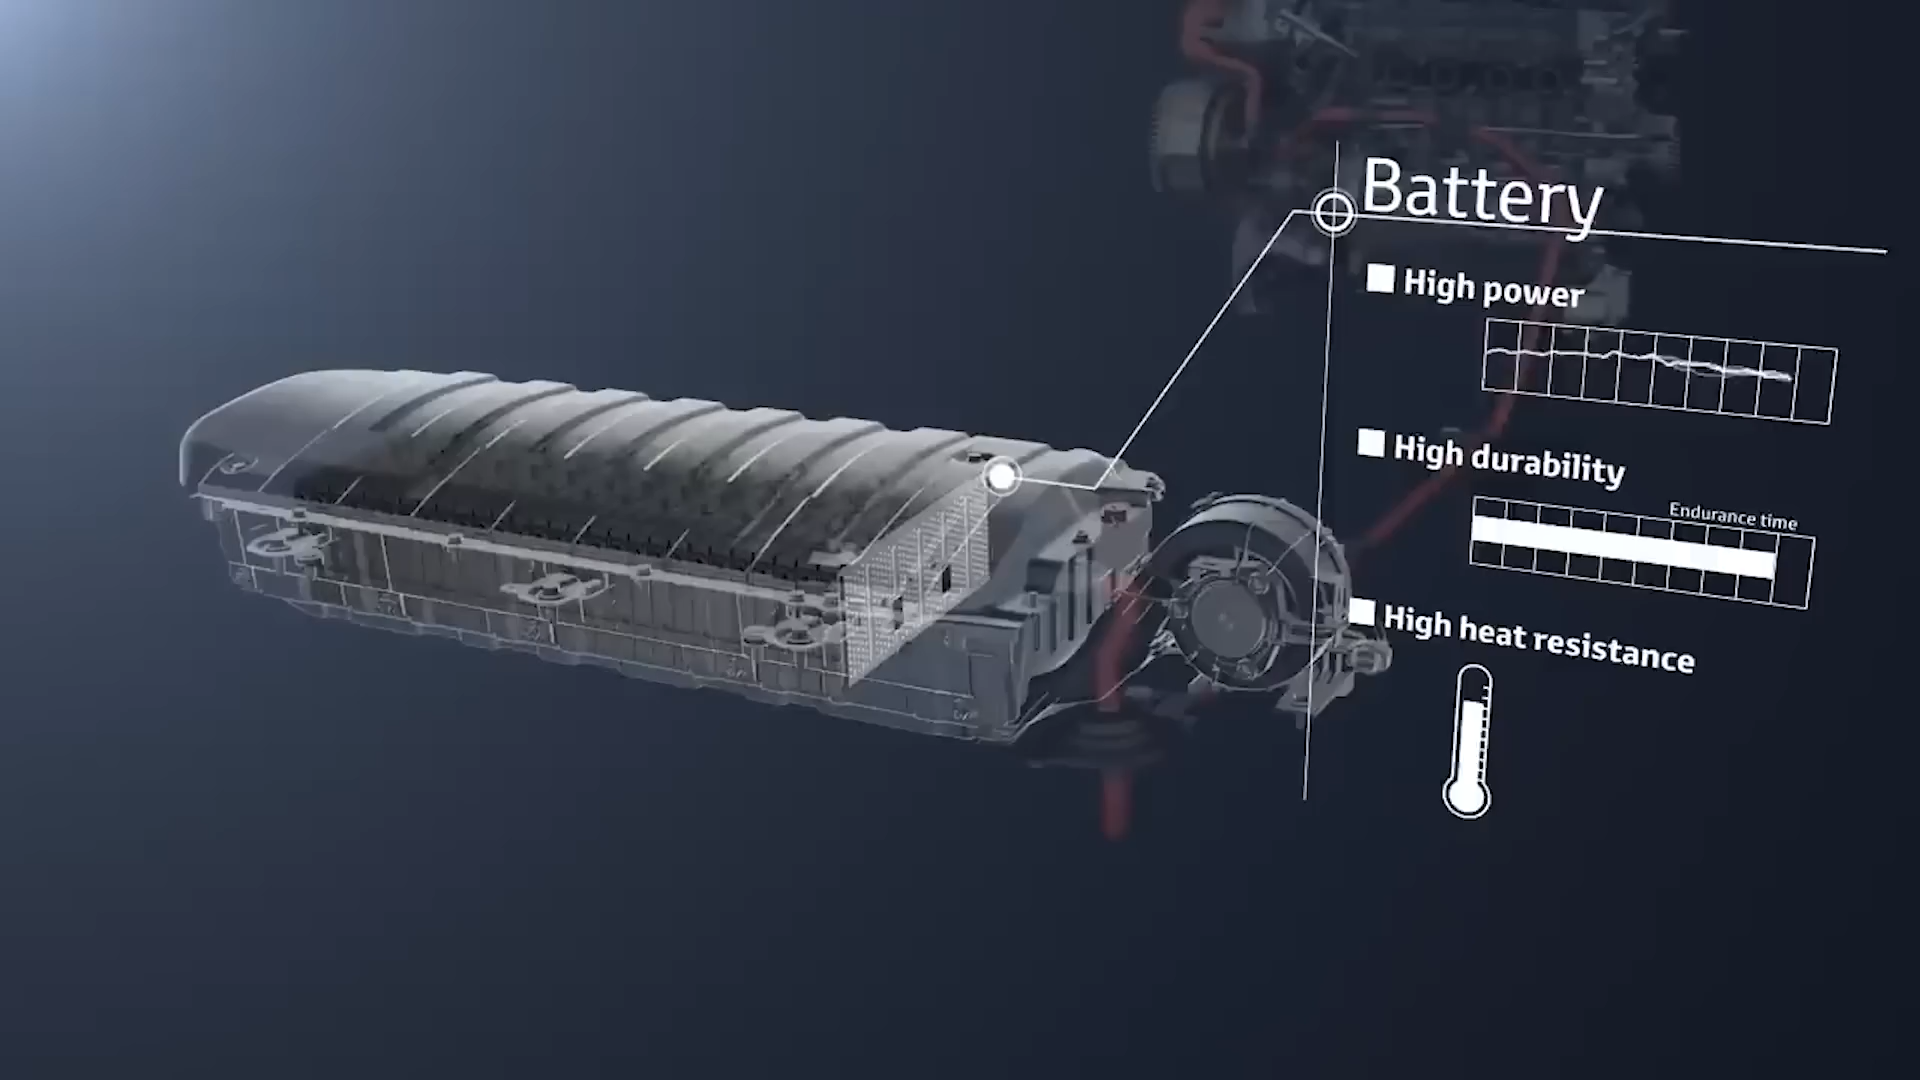 Battery
High power
High durability
Endurance time
High heat resistance